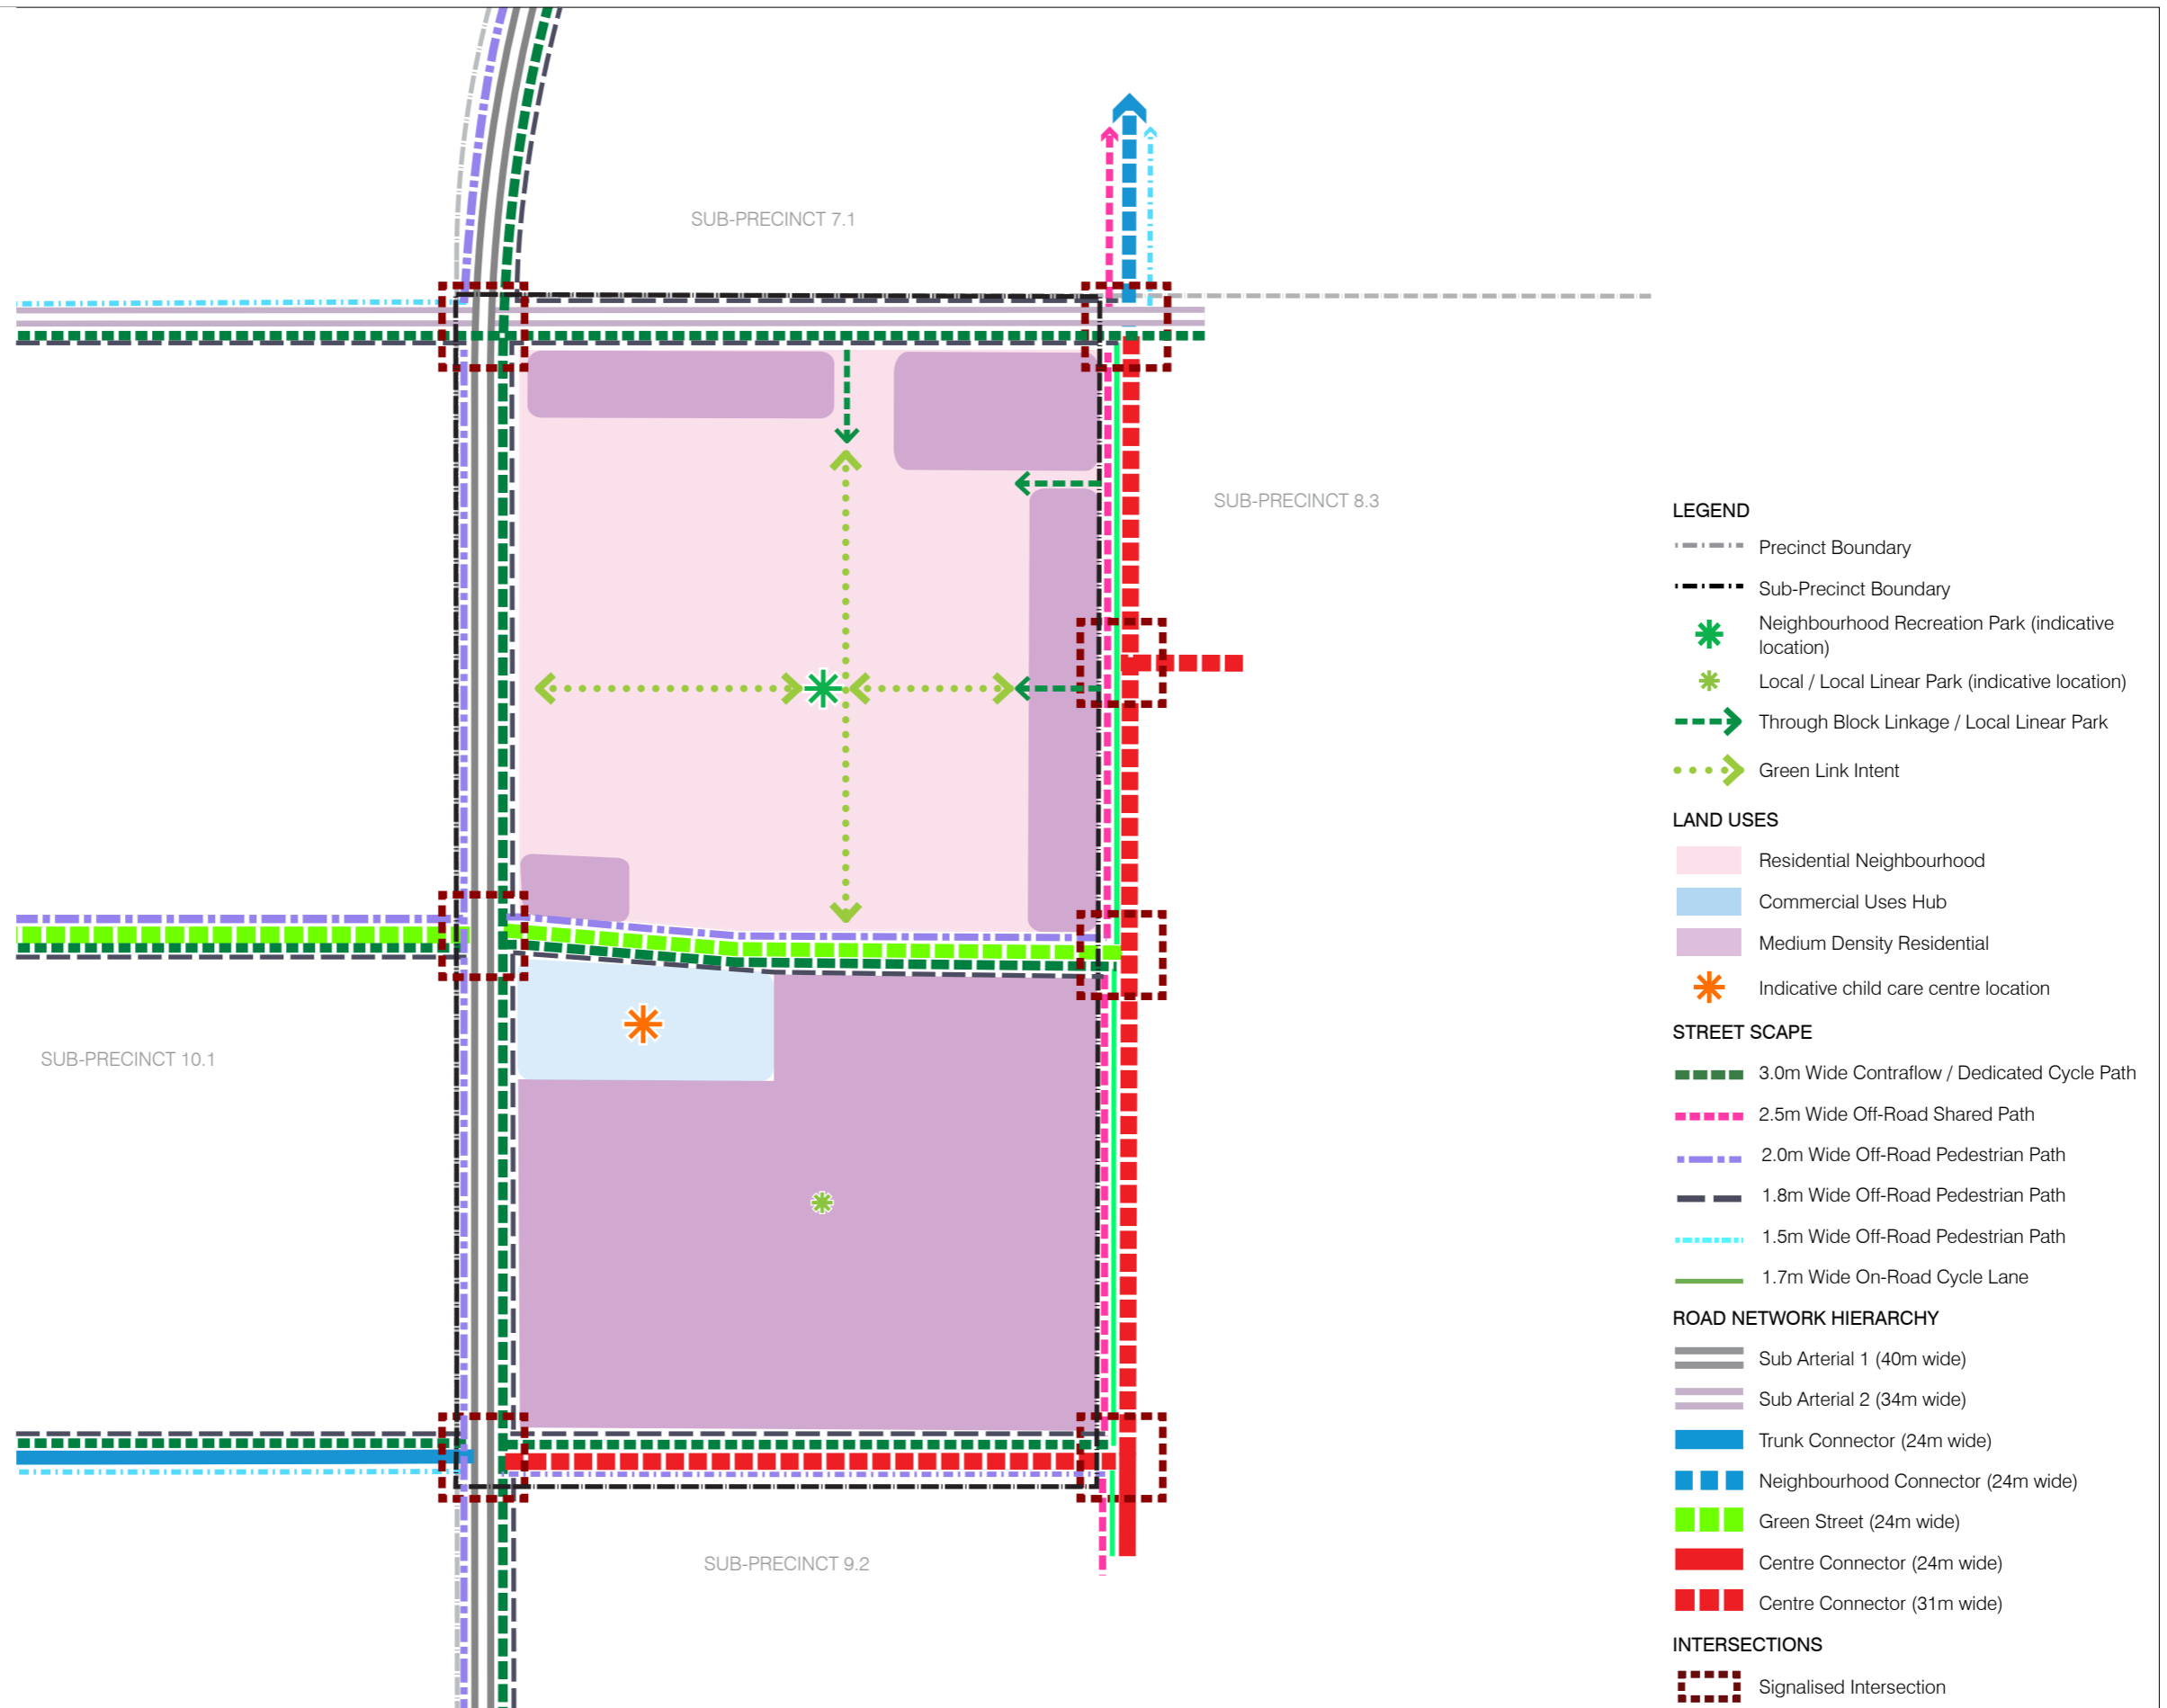 SUB-PRECINCT 7.1
SUB-PRECINCT 8.3
SUB-PRECINCT 10.1
SUB-PRECINCT 9.2
LEGEND
Precinct Boundary
Sub-Precinct Boundary
Neighbourhood Recreation Park (indicative
location)
Local / Local Linear Park (indicative location)
Through Block Linkage / Local Linear Park
Green Link Intent
LAND USES
Residential Neighbourhood
Commercial Uses Hub
Medium Density Residential
Indicative child care centre location
STREET SCAPE
3.0m Wide Contraflow / Dedicated Cycle Path
2.5m Wide Off-Road Shared Path
2.0m Wide Off-Road Pedestrian Path
1.8m Wide Off-Road Pedestrian Path
1.5m Wide Off-Road Pedestrian Path
1.7m Wide On-Road Cycle Lane
ROAD NETWORK HIERARCHY
Sub Arterial 1 (40m wide)
Sub Arterial 2 (34m wide)
Trunk Connector (24m wide)
Neighbourhood Connector (24m wide)
Green Street (24m wide)
Centre Connector (24m wide)
Centre Connector (31m wide)
INTERSECTIONS
Signalised Intersection